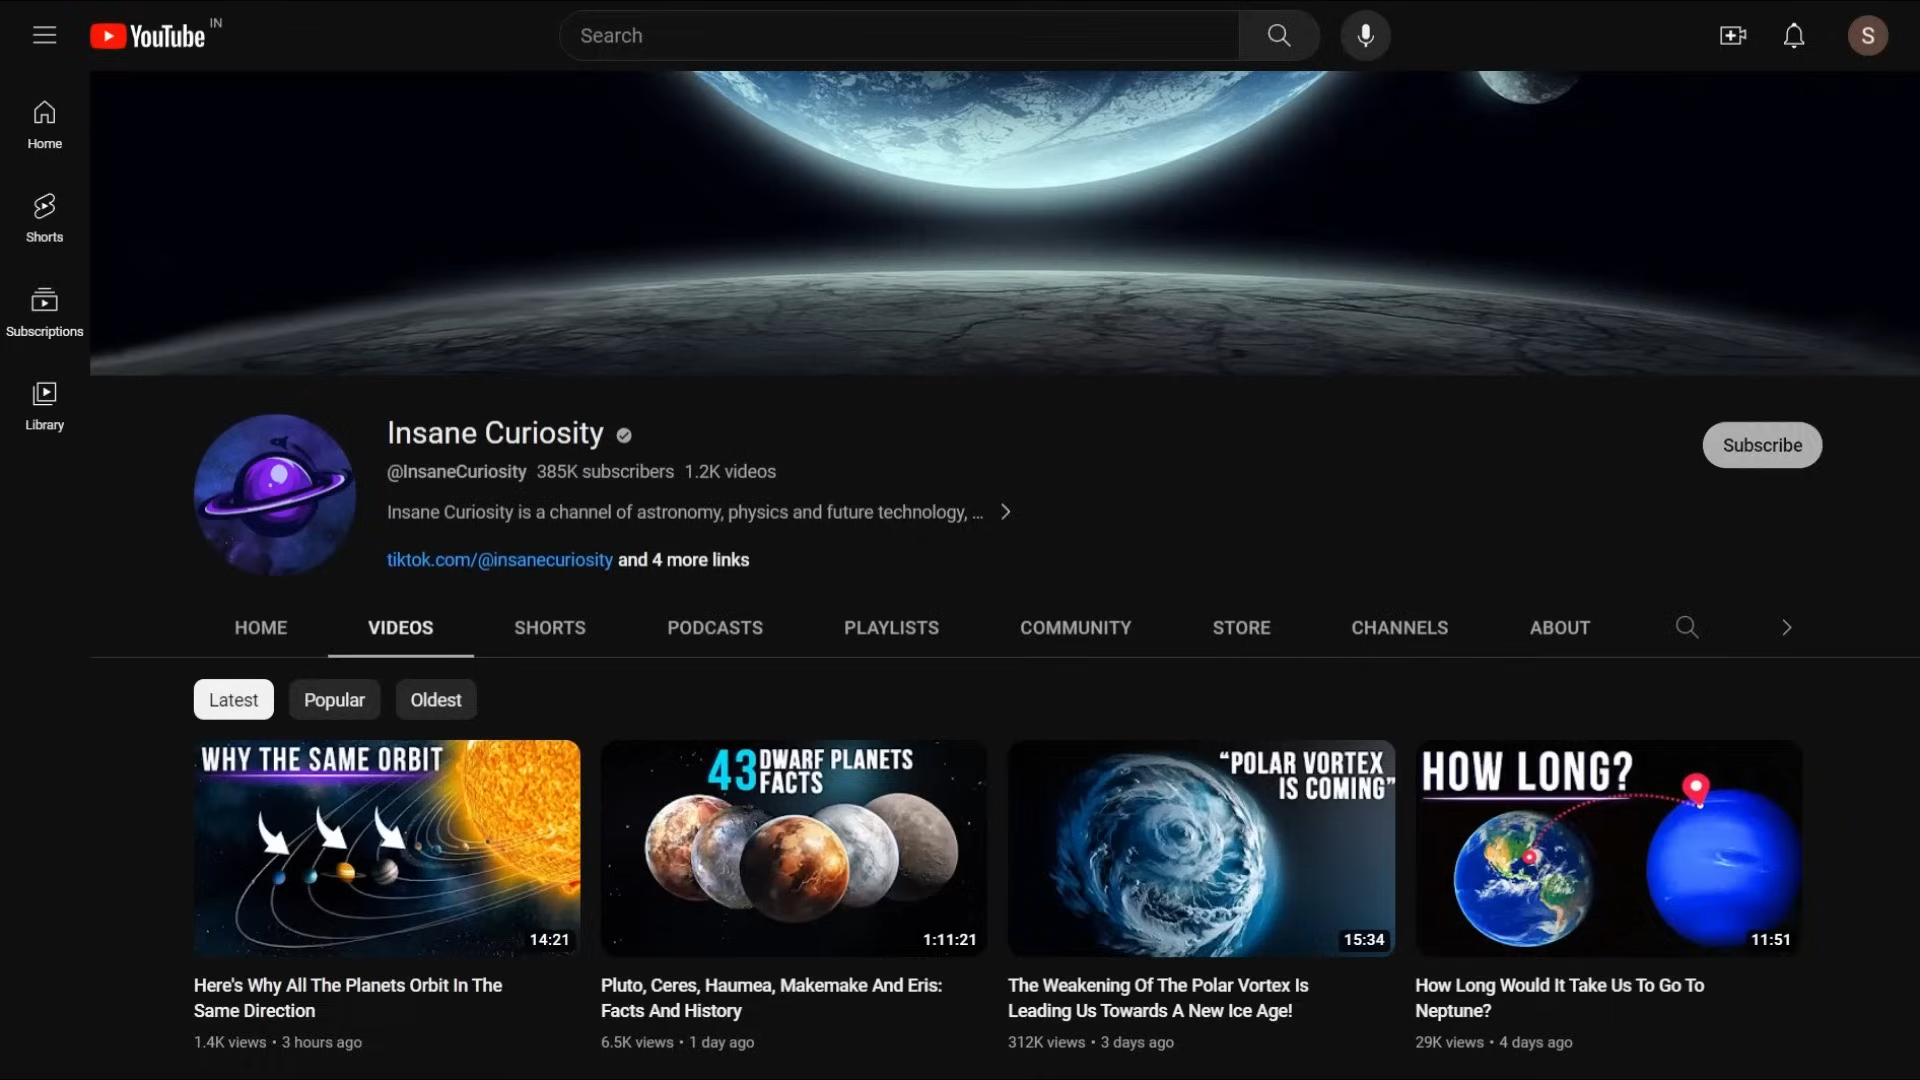 YouTube IN
Search
S
Home
Shorts
Subscriptions
Library
Insane Curiosity
@InsaneCuriosity 385K subscribers 1.2K videos
Insane Curiosity is a channel of astronomy, physics and future technology, ...
tiktok.com/@insanecuriosity and 4 more links
Subscribe
HOME VIDEOS SHORTS PODCASTS PLAYLISTS COMMUNITY STORE CHANNELS ABOUT
Latest Popular Oldest
WHY THE SAME ORBIT
14:21
Here's Why All The Planets Orbit In The
Same Direction
1.4K views • 3 hours ago
43 DWARF PLANETS
FACTS
1:11:21
Pluto, Ceres, Haumea, Makemake And Eris:
Facts And History
6.5K views • 1 day ago
“POLAR VORTEX
IS COMING”
15:34
The Weakening Of The Polar Vortex Is
Leading Us Towards A New Ice Age!
312K views • 3 days ago
HOW LONG?
11:51
How Long Would It Take Us To Go To
Neptune?
29K views • 4 days ago